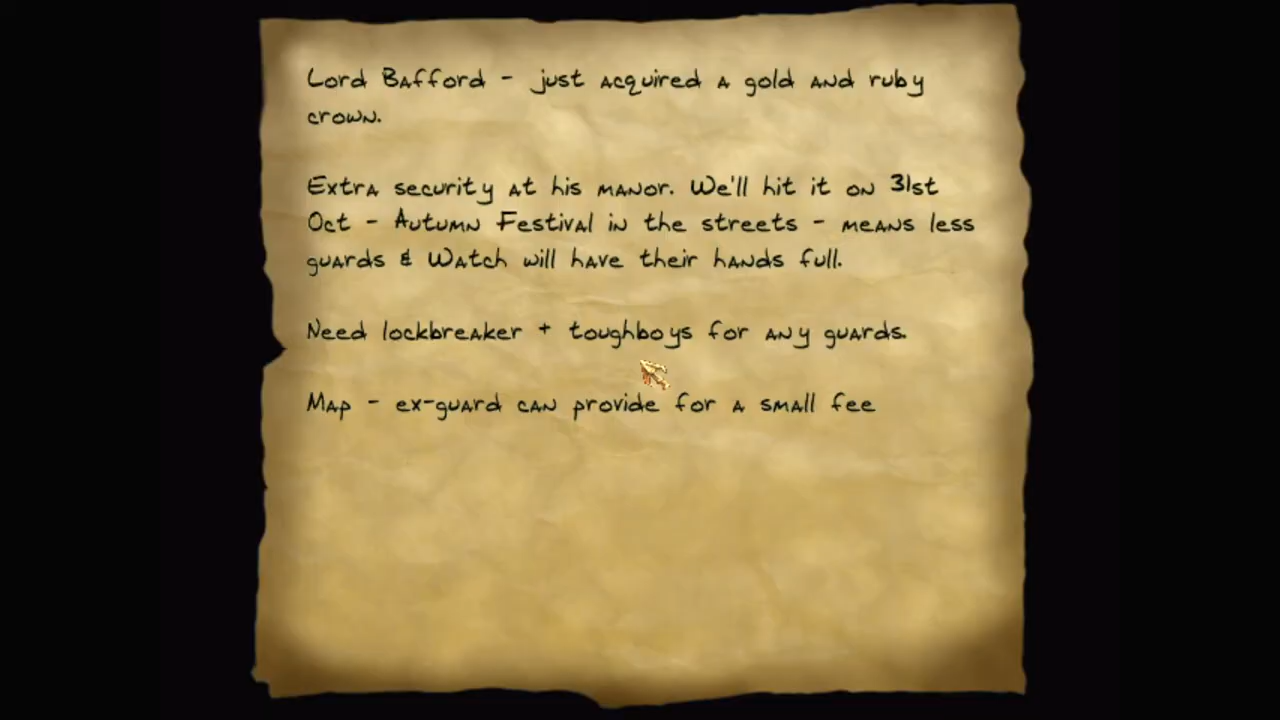 Lord Bafford - just acquired a gold and ruby
crown.
Extra security at his manor. We'll hit it on 31st
Oct - Autumn Festival in the streets - means less
guards & Watch will have their hands full.
Need lockbreaker + toughboys for any guards.
Map - ex-guard can provide for a small fee